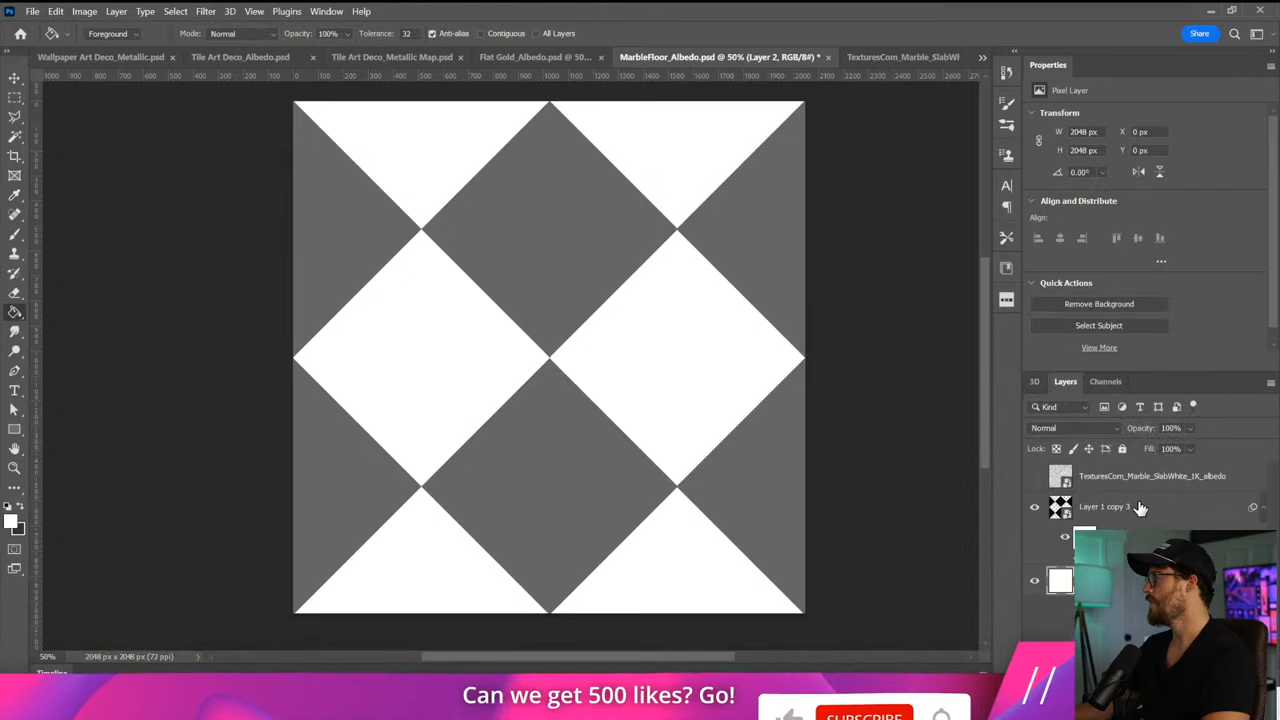 Ps File Edit Image Layer Type Select Filter 3D View Plugins Window Help
Foreground Mode: Normal Opacity: 100% Tolerance: 32 Anti-alias Contiguous All Layers Share
Wallpaper Art Deco_Metallic.psd × Tile Art Deco_Albedo.psd × Tile Art Deco_Metallic Map.psd × Flat Gold_Albedo.psd @ 50... × MarbleFloor_Albedo.psd @ 50% (Layer 2, RGB/8#) * × TexturesCom_Marble_SlabWh
Properties
Pixel Layer
Transform
W 2048 px X 0 px
H 2048 px Y 0 px
0.00°
Align and Distribute
Align:
Quick Actions
Remove Background
Select Subject
View More
3D Layers Channels
Kind
Normal Opacity: 100%
Lock: Fill: 100%
TexturesCom_Marble_SlabWhite_1K_albedo
Layer 1 copy 3
50% 2048 px x 2048 px (72 ppi)
Timeline
Can we get 500 likes? Go!
//
SUBSCRIBE